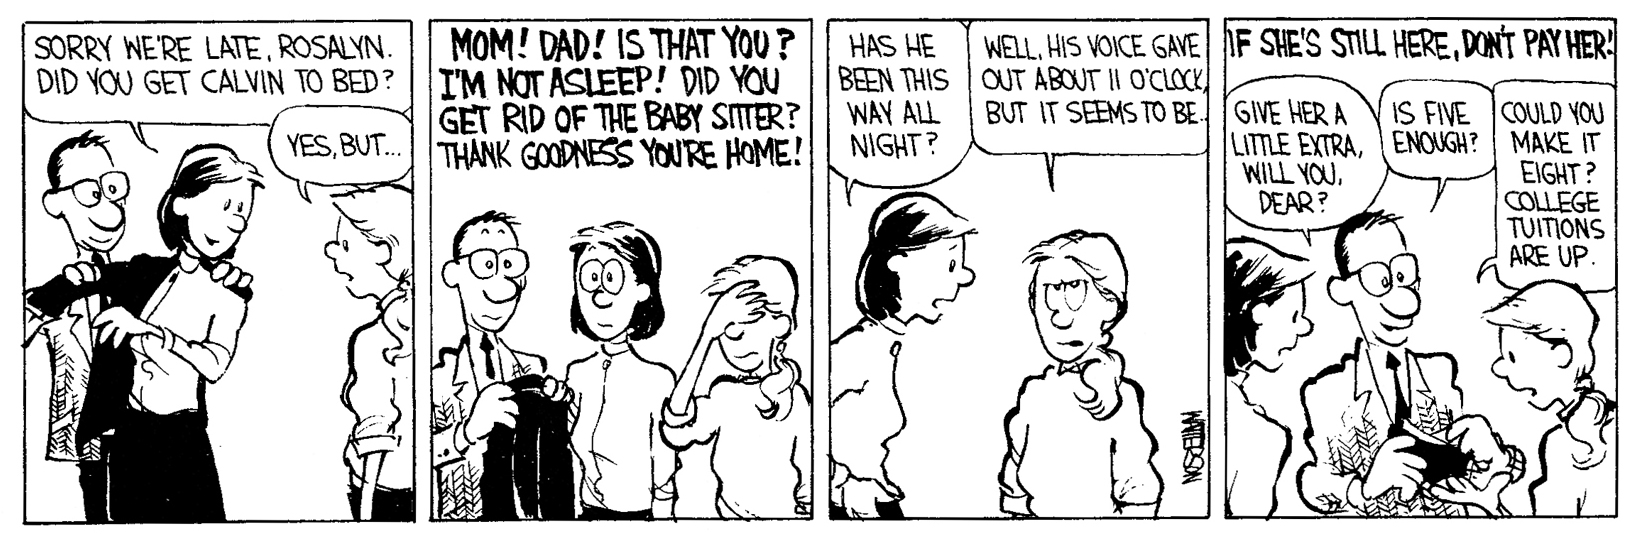 SORRY WE'RE LATE, ROSALYN.
DID YOU GET CALVIN TO BED?
YES, BUT...
MOM! DAD! IS THAT YOU?
I'M NOT ASLEEP! DID YOU
GET RID OF THE BABY SITTER?
THANK GOODNESS YOU'RE HOME!
HAS HE
BEEN THIS
WAY ALL
NIGHT?
WELL, HIS VOICE GAVE
OUT ABOUT 11 O'CLOCK,
BUT IT SEEMS TO BE..
WATTERSON
IF SHE'S STILL HERE, DON'T PAY HER!
GIVE HER A
LITTLE EXTRA,
WILL YOU,
DEAR?
IS FIVE
ENOUGH?
COULD YOU
MAKE IT
EIGHT?
COLLEGE
TUITIONS
ARE UP.